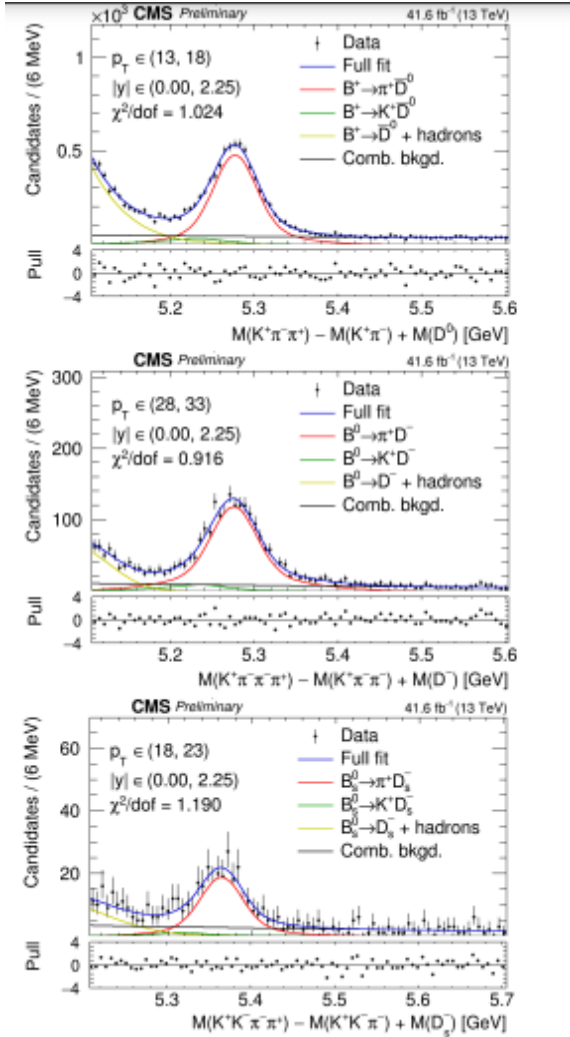 ×10³ CMS Preliminary 41.6 fb⁻¹ (13 TeV)
Candidates / (6 MeV)
1
0.5
p_T ∈ (13, 18)
|y| ∈ (0.00, 2.25)
χ²/dof = 1.024
Data
Full fit
B⁺→π⁺D̅⁰
B⁺→K⁺D̅⁰
B⁺→D̅⁰ + hadrons
Comb. bkgd.
Pull
4
0
−4
5.2 5.3 5.4 5.5 5.6
M(K⁺π⁻π⁺) − M(K⁺π⁻) + M(D⁰) [GeV]
CMS Preliminary 41.6 fb⁻¹ (13 TeV)
Candidates / (6 MeV)
300
200
100
p_T ∈ (28, 33)
|y| ∈ (0.00, 2.25)
χ²/dof = 0.916
Data
Full fit
B⁰→π⁺D⁻
B⁰→K⁺D⁻
B⁰→D⁻ + hadrons
Comb. bkgd.
Pull
4
0
−4
5.2 5.3 5.4 5.5 5.6
M(K⁺π⁻π⁻π⁺) − M(K⁺π⁻π⁻) + M(D⁻) [GeV]
CMS Preliminary 41.6 fb⁻¹ (13 TeV)
Candidates / (6 MeV)
60
40
20
p_T ∈ (18, 23)
|y| ∈ (0.00, 2.25)
χ²/dof = 1.190
Data
Full fit
B_s⁰→π⁺D_s⁻
B_s⁰→K⁺D_s⁻
B_s⁰→D_s⁻ + hadrons
Comb. bkgd.
Pull
4
0
−4
5.3 5.4 5.5 5.6 5.7
M(K⁺K⁻π⁻π⁺) − M(K⁺K⁻π⁻) + M(D_s⁻) [GeV]